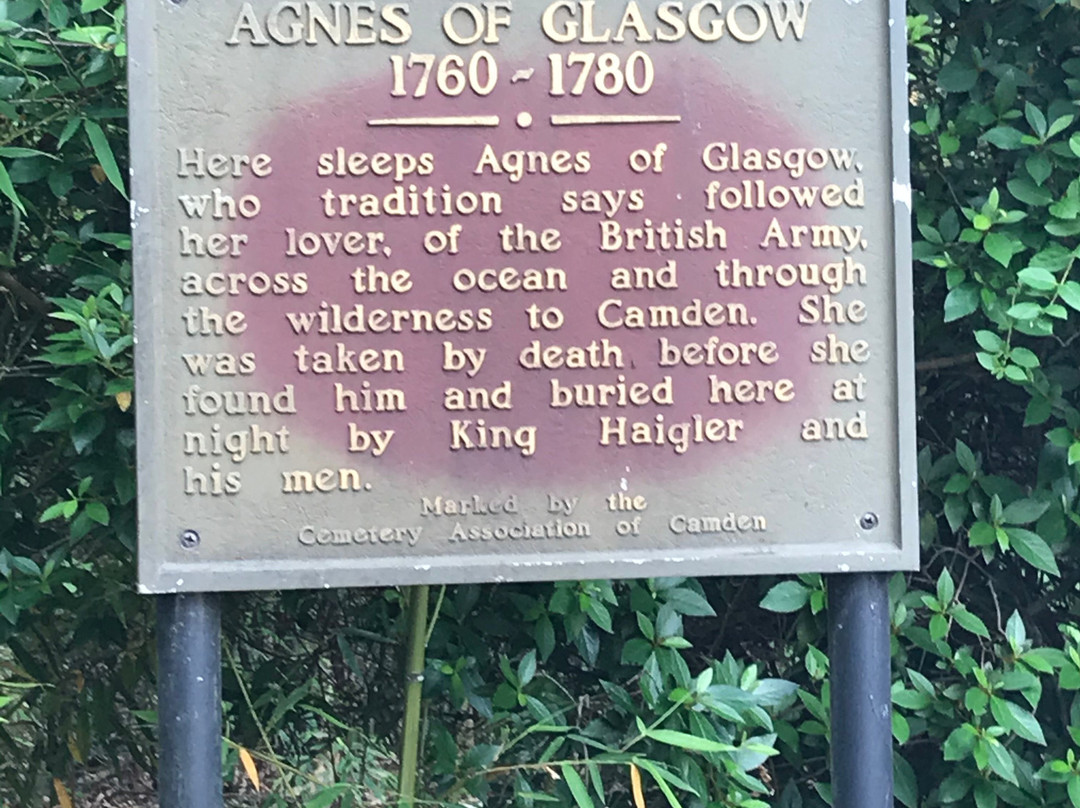 AGNES OF GLASGOW
1760 ~ 1780
Here sleeps Agnes of Glasgow,
who tradition says followed
her lover, of the British Army,
across the ocean and through
the wilderness to Camden. She
was taken by death before she
found him and buried here at
night by King Haigler and
his men.
Marked by the
Cemetery Association of Camden